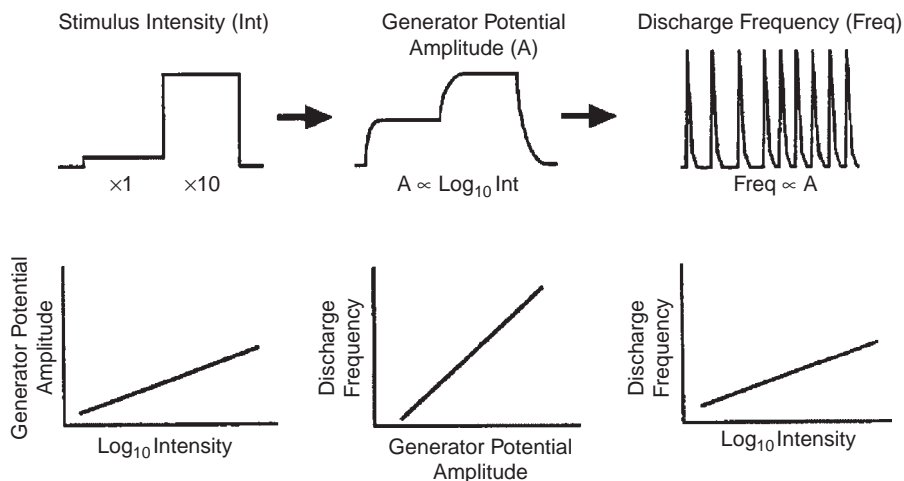 Stimulus Intensity (Int)
Generator Potential
Amplitude (A)
Discharge Frequency (Freq)
×1
×10
A ∝ Log₁₀ Int
Freq ∝ A
Generator Potential
Amplitude
Log₁₀ Intensity
Discharge
Frequency
Generator Potential
Amplitude
Discharge
Frequency
Log₁₀ Intensity